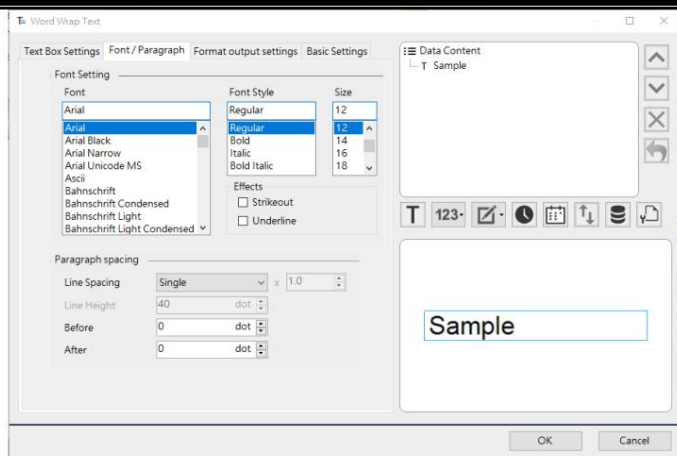 Word Wrap Text
Text Box Settings Font / Paragraph Format output settings Basic Settings
Font Setting
Font Font Style Size
Arial Regular 12
Arial Regular 12
Arial Black Bold 14
Arial Narrow Italic 16
Arial Unicode MS Bold Italic 18
Ascii
Bahnschrift
Bahnschrift Condensed
Bahnschrift Light
Bahnschrift Light Condensed
Effects
Strikeout
Underline
Paragraph spacing
Line Spacing Single x 1.0
Line Height 40 dot
Before 0 dot
After 0 dot
Data Content
T Sample
T 123
Sample
OK Cancel